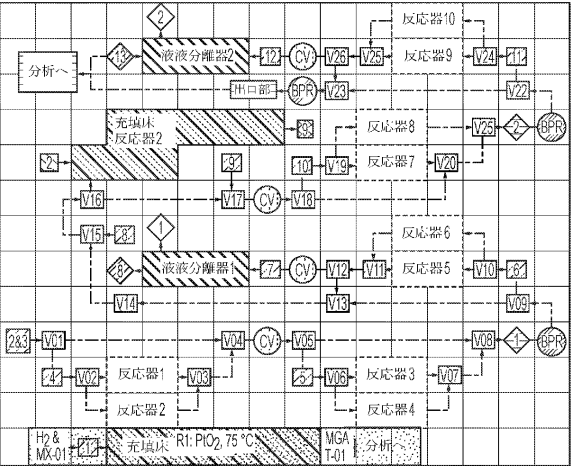 2
反応器10
13
液液分離器2
12
CV
V26
V25
反応器9
V24
11
分析へ
出口部
BPR
V23
V22
充填床
反応器2
9
反応器8
V25
2
BPR
2
9
10
V19
反応器7
V20
V16
V17
CV
V18
V15
8
1
反応器6
8
液液分離器1
7
CV
V12
V11
反応器5
V10
6
V14
V13
V09
2&3
V01
V04
CV
V05
V08
1
BPR
4
V02
反応器1
V03
5
V06
反応器3
V07
反応器2
反応器4
H2 &
MX-01
1
充填床
R1: PtO2, 75 °C
MGA
T-01
分析へ